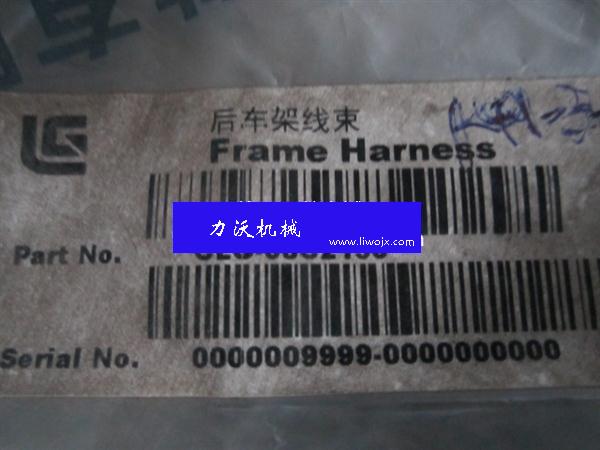 后车架线束
Frame Harness
力沃机械
www.liwojx.com
Part No.
Serial No. 0000009999-0000000000